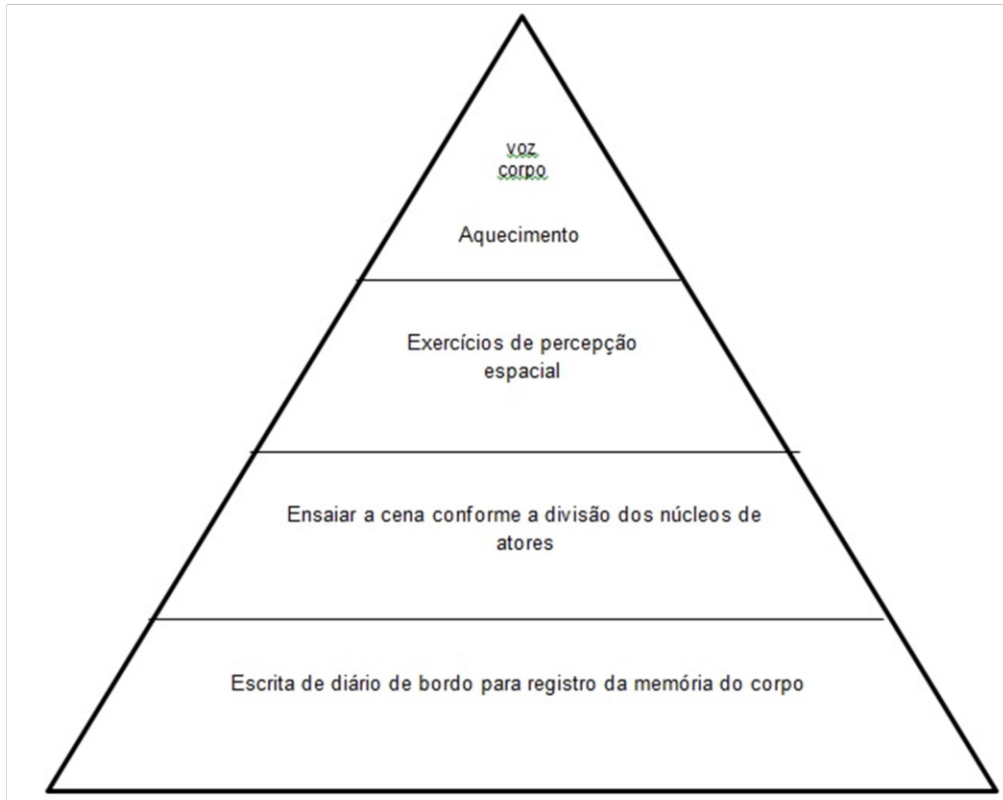 voz
corpo
Aquecimento
Exercícios de percepção
espacial
Ensaiar a cena conforme a divisão dos núcleos de
atores
Escrita de diário de bordo para registro da memória do corpo